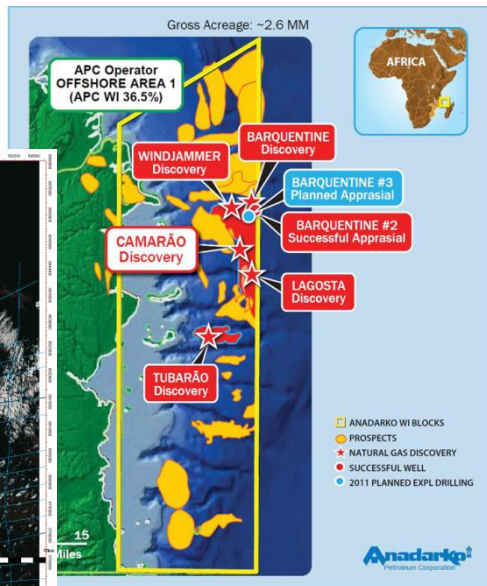 Gross Acreage: ~2.6 MM
APC Operator
OFFSHORE AREA 1
(APC WI 36.5%)
AFRICA
BARQUENTINE
Discovery
WINDJAMMER
Discovery
BARQUENTINE #3
Planned Apprasial
BARQUENTINE #2
Successful Apprasial
CAMARÃO
Discovery
LAGOSTA
Discovery
TUBARÃO
Discovery
ANADARKO WI BLOCKS
PROSPECTS
NATURAL GAS DISCOVERY
SUCCESSFUL WELL
2011 PLANNED EXPL DRILLING
15
Miles
Anadarko
Petroleum Corporation